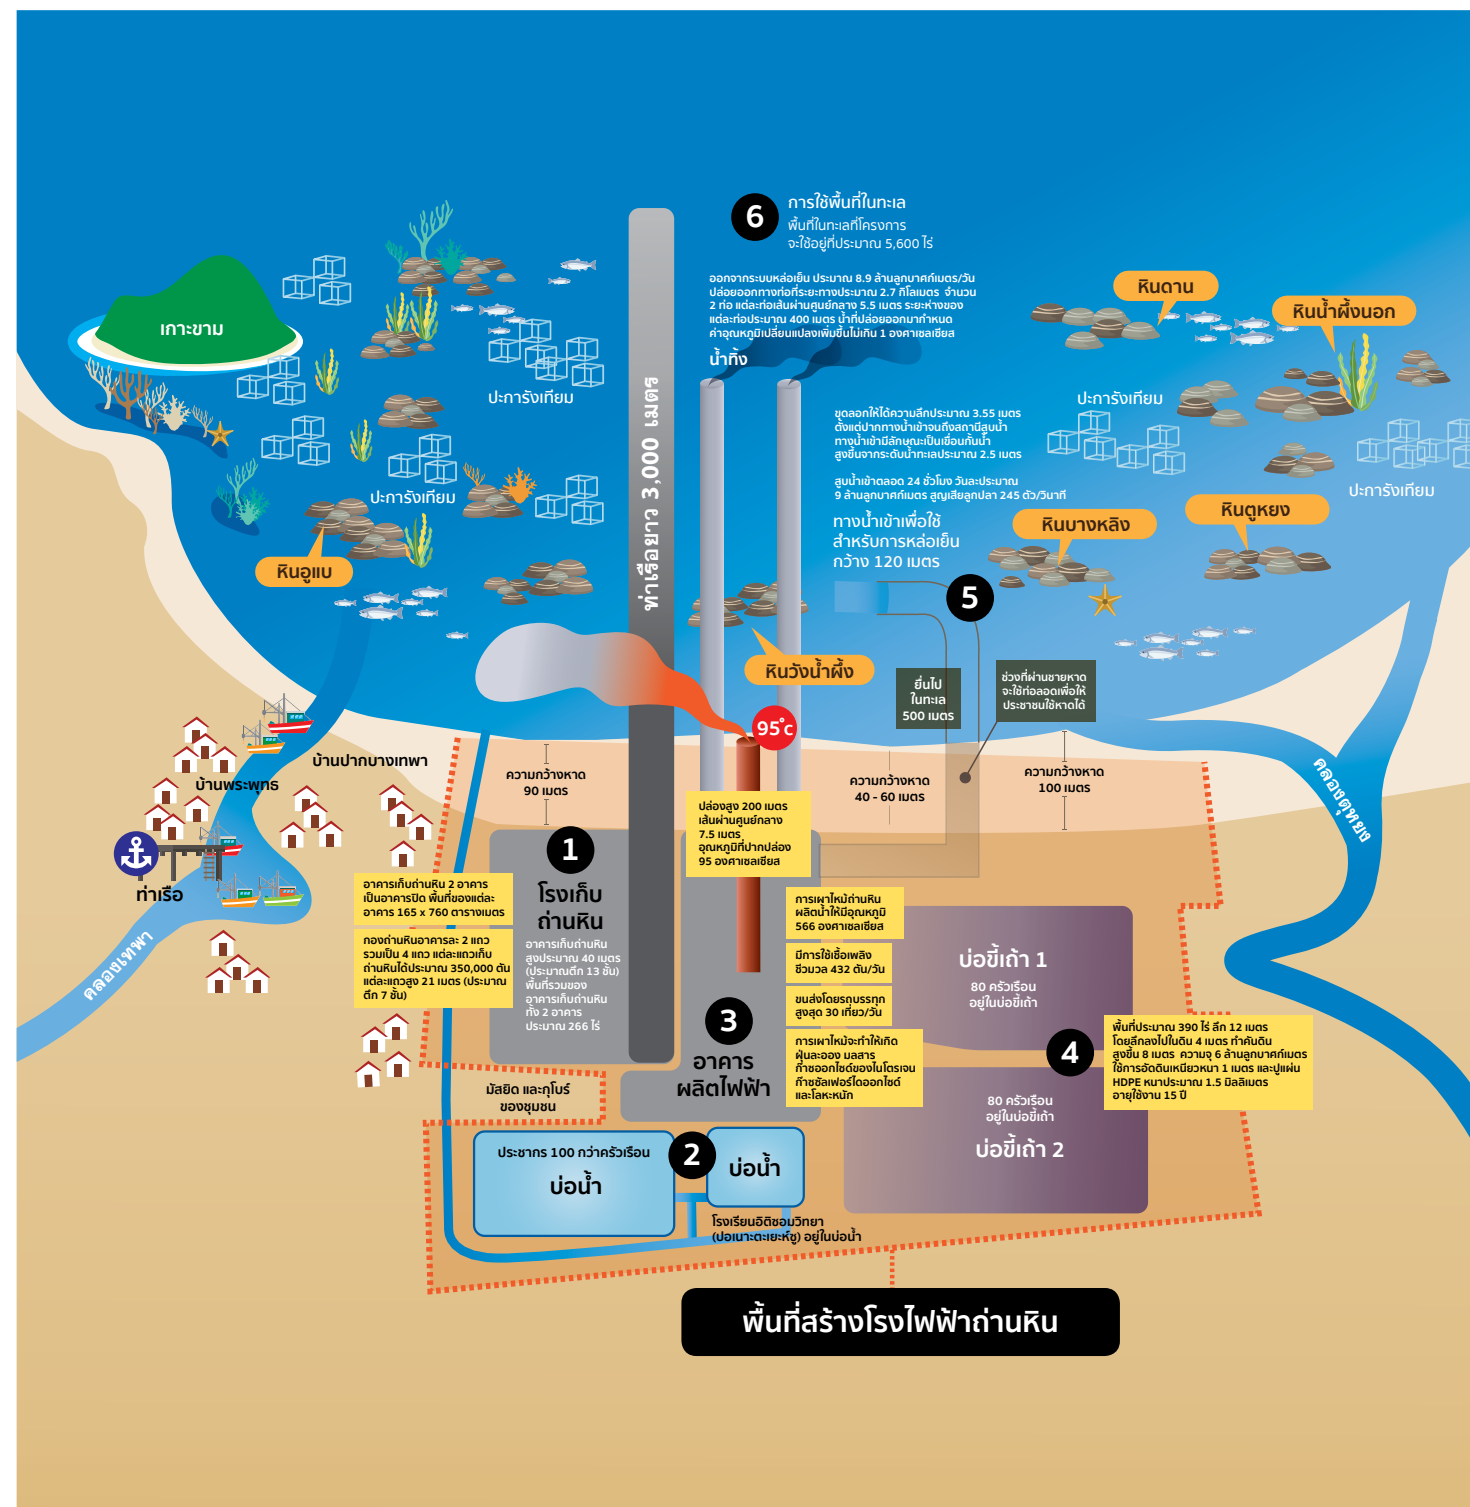 6
การใช้พื้นที่ในทะเล
พื้นที่ในทะเลที่โครงการ
จะใช้อยู่ที่ประมาณ 5,600 ไร่
ออกจากระบบหล่อเย็น ประมาณ 8.9 ล้านลูกบาศก์เมตร/วัน
ปล่อยออกทางท่อที่ระยะทางประมาณ 2.7 กิโลเมตร จำนวน
2 ท่อ แต่ละท่อเส้นผ่านศูนย์กลาง 5.5 เมตร ระยะห่างของ
แต่ละท่อประมาณ 400 เมตร น้ำที่ปล่อยออกมากำหนด
ค่าอุณหภูมิเปลี่ยนแปลงเพิ่มขึ้นไม่เกิน 1 องศาเซลเซียส
น้ำทิ้ง
เกาะขาม
หินดาน
หินน้ำผึ้งนอก
ปะการังเทียม
ปะการังเทียม
ปะการังเทียม
ปะการังเทียม
ท่าเรือยาว 3,000 เมตร
ขุดลอกให้ได้ความลึกประมาณ 3.55 เมตร
ตั้งแต่ปากทางน้ำเข้าจนถึงสถานีสูบน้ำ
ทางน้ำเข้ามีลักษณะเป็นเขื่อนกั้นน้ำ
สูงขึ้นจากระดับน้ำทะเลประมาณ 2.5 เมตร
สูบน้ำเข้าตลอด 24 ชั่วโมง วันละประมาณ
9 ล้านลูกบาศก์เมตร สูญเสียลูกปลา 245 ตัว/วินาที
ทางน้ำเข้าเพื่อใช้
สำหรับการหล่อเย็น
กว้าง 120 เมตร
หินบางหลิง
หินตูหยง
หินอูแบ
5
หินวังน้ำผึ้ง
ยื่นไป
ในทะเล
500 เมตร
ช่วงที่ผ่านชายหาด
จะใช้ท่อลอดเพื่อให้
ประชาชนใช้หาดได้
95°c
บ้านปากบางเทพา
บ้านพระพุทธ
ท่าเรือ
คลองเทพา
คลองตุหยง
ความกว้างหาด
90 เมตร
ความกว้างหาด
40 - 60 เมตร
ความกว้างหาด
100 เมตร
ปล่องสูง 200 เมตร
เส้นผ่านศูนย์กลาง
7.5 เมตร
อุณหภูมิที่ปากปล่อง
95 องศาเซลเซียส
1
โรงเก็บ
ถ่านหิน
อาคารเก็บถ่านหิน
สูงประมาณ 40 เมตร
(ประมาณตึก 13 ชั้น)
พื้นที่รวมของ
อาคารเก็บถ่านหิน
ทั้ง 2 อาคาร
ประมาณ 266 ไร่
อาคารเก็บถ่านหิน 2 อาคาร
เป็นอาคารปิด พื้นที่ของแต่ละ
อาคาร 165 x 760 ตารางเมตร
กองถ่านหินอาคารละ 2 แถว
รวมเป็น 4 แถว แต่ละแถวเก็บ
ถ่านหินได้ประมาณ 350,000 ตัน
แต่ละแถวสูง 21 เมตร (ประมาณ
ตึก 7 ชั้น)
การเผาไหม้ถ่านหิน
ผลิตน้ำให้มีอุณหภูมิ
566 องศาเซลเซียส
มีการใช้เชื้อเพลิง
ชีวมวล 432 ตัน/วัน
ขนส่งโดยรถบรรทุก
สูงสุด 30 เที่ยว/วัน
การเผาไหม้จะทำให้เกิด
ฝุ่นละออง มลสาร
ก๊าซออกไซด์ของไนโตรเจน
ก๊าซซัลเฟอร์ไดออกไซด์
และโลหะหนัก
3
อาคาร
ผลิตไฟฟ้า
บ่อขี้เถ้า 1
80 ครัวเรือน
อยู่ในบ่อขี้เถ้า
4
พื้นที่ประมาณ 390 ไร่ ลึก 12 เมตร
โดยลึกลงไปในดิน 4 เมตร ทำคันดิน
สูงขึ้น 8 เมตร ความจุ 6 ล้านลูกบาศก์เมตร
ใช้การอัดดินเหนียวหนา 1 เมตร และปูแผ่น
HDPE หนาประมาณ 1.5 มิลลิเมตร
อายุใช้งาน 15 ปี
80 ครัวเรือน
อยู่ในบ่อขี้เถ้า
บ่อขี้เถ้า 2
มัสยิด และกุโบร์
ของชุมชน
2
ประชากร 100 กว่าครัวเรือน
บ่อน้ำ
บ่อน้ำ
โรงเรียนอิติซอมวิทยา
(ปอเนาะตะเยะห์ซู) อยู่ในบ่อน้ำ
พื้นที่สร้างโรงไฟฟ้าถ่านหิน